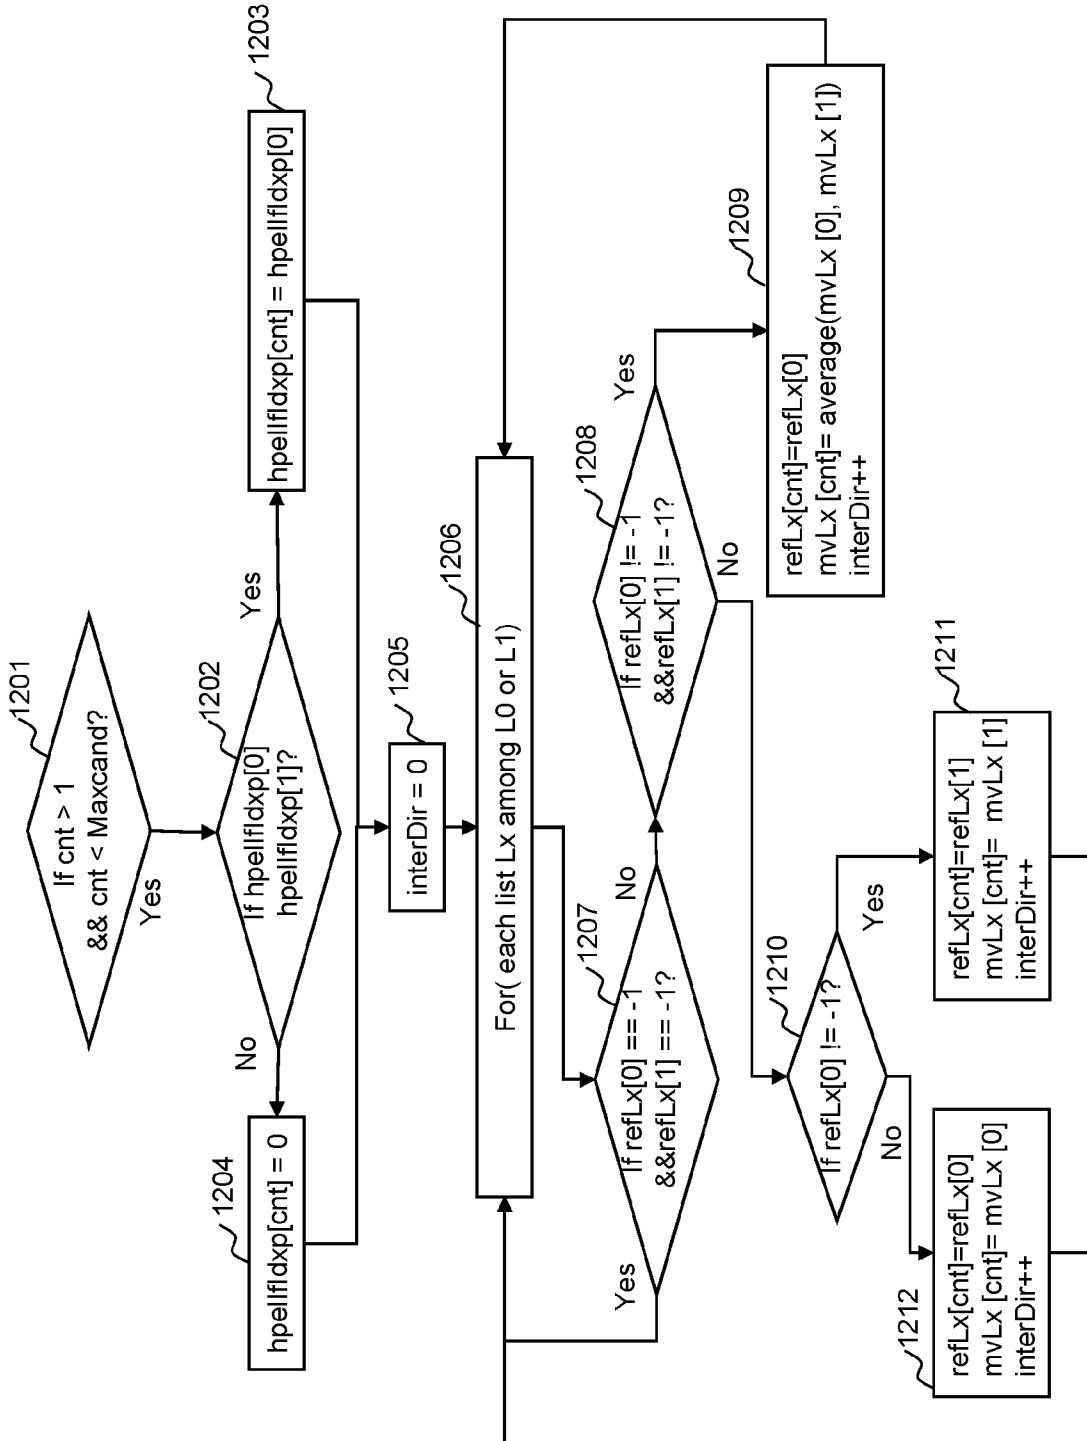 1201
If cnt > 1
&& cnt < Maxcand?
Yes
1202
If hpelIfIdxp[0]
hpelIfIdxp[1]?
Yes
No
1203
hpelIfIdxp[cnt] = hpelIfIdxp[0]
1204
hpelIfIdxp[cnt] = 0
1205
interDir = 0
1206
For( each list Lx among L0 or L1)
1207
If refLx[0] == -1
&&refLx[1] == -1?
Yes
No
1208
If refLx[0] != -1
&&refLx[1] != -1?
Yes
No
1209
refLx[cnt]=refLx[0]
mvLx [cnt]= average(mvLx [0], mvLx [1])
interDir++
1210
If refLx[0] != -1?
Yes
No
1211
refLx[cnt]=refLx[1]
mvLx [cnt]= mvLx [1]
interDir++
1212
refLx[cnt]=refLx[0]
mvLx [cnt]= mvLx [0]
interDir++